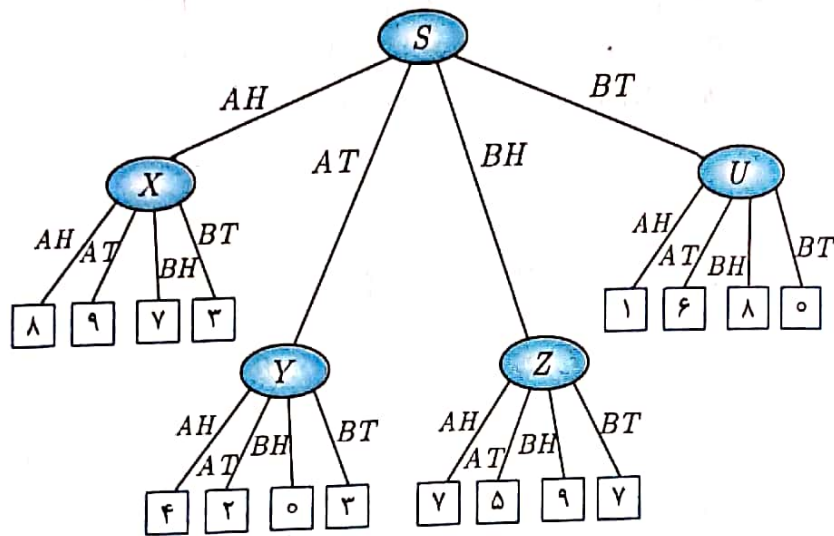 S
AH AT BH BT
X U
AH AT BH BT AH AT BH BT
۸ ۹ ۷ ۳ ۱ ۶ ۸ ۰
Y Z
AH AT BH BT AH AT BH BT
۴ ۲ ۰ ۳ ۷ ۵ ۹ ۷